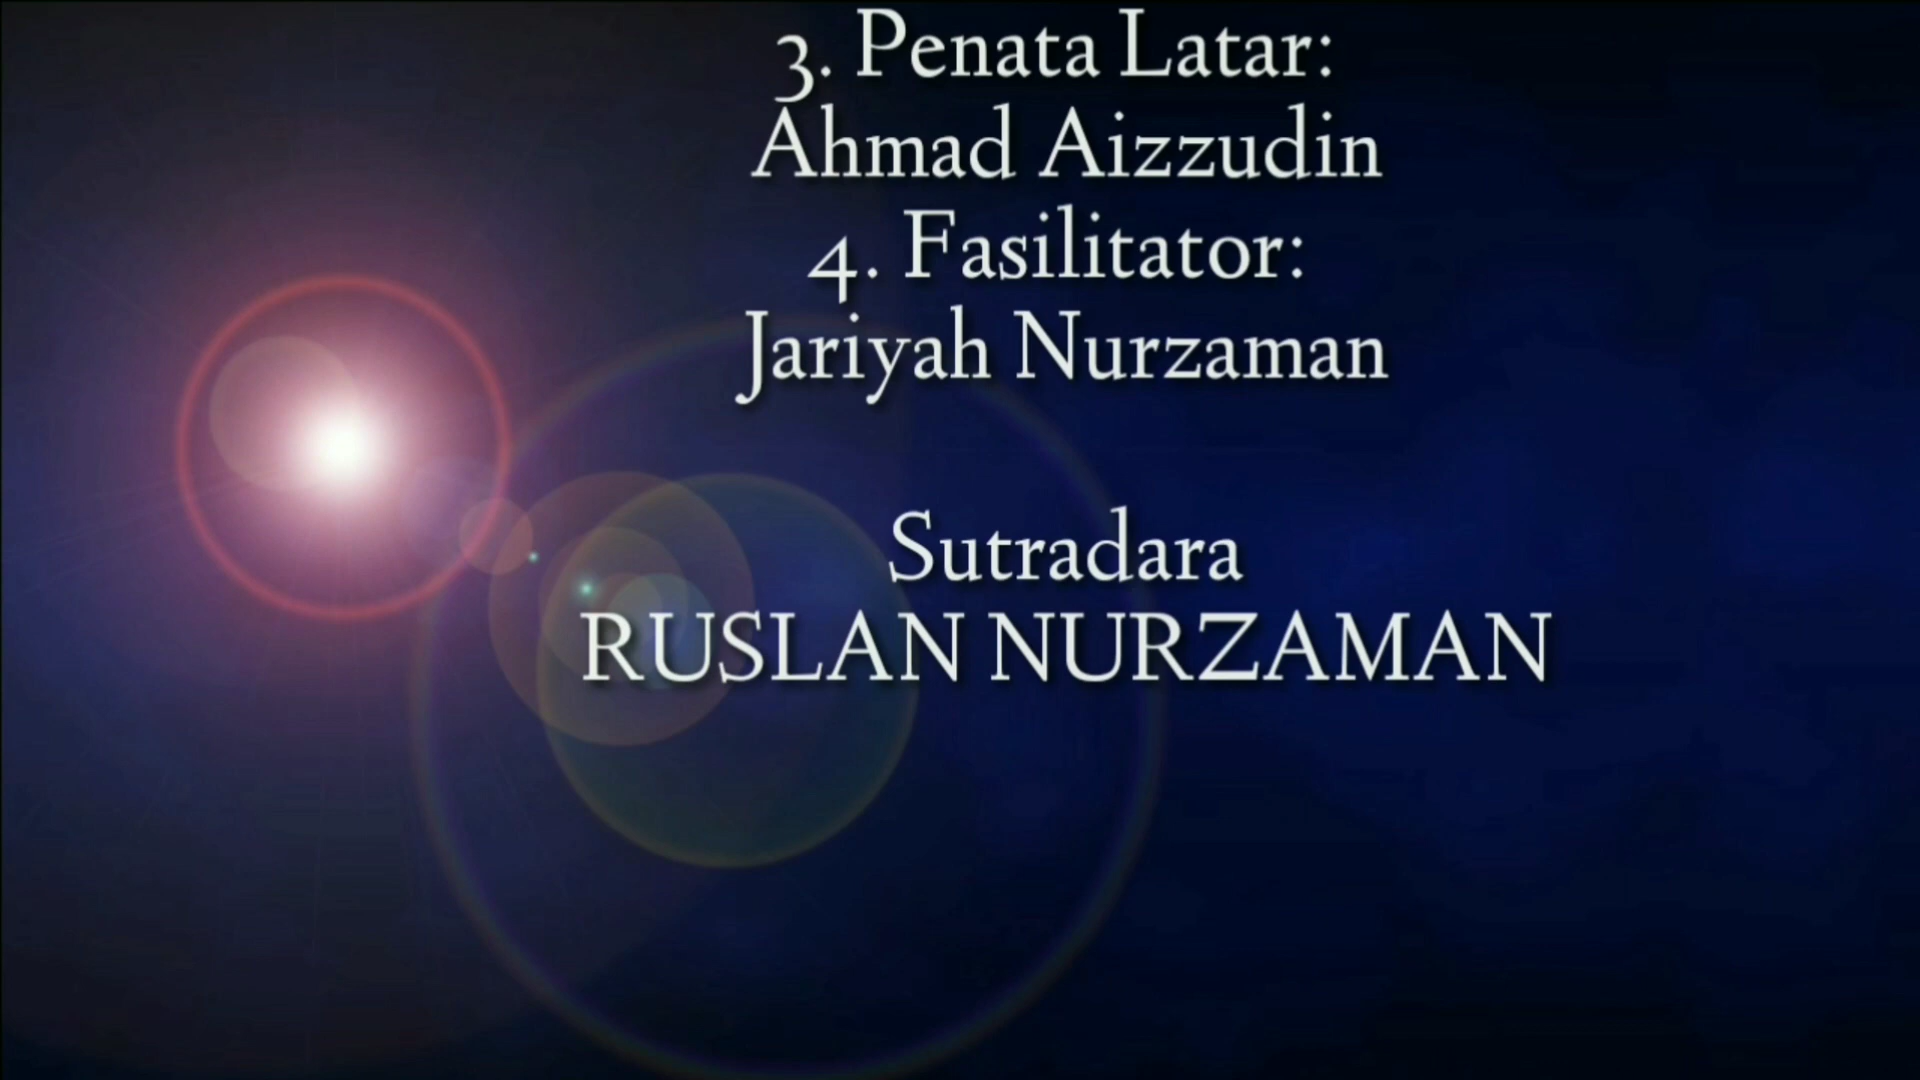 3. Penata Latar:
Ahmad Aizzudin
4. Fasilitator:
Jariyah Nurzaman
Sutradara
RUSLAN NURZAMAN